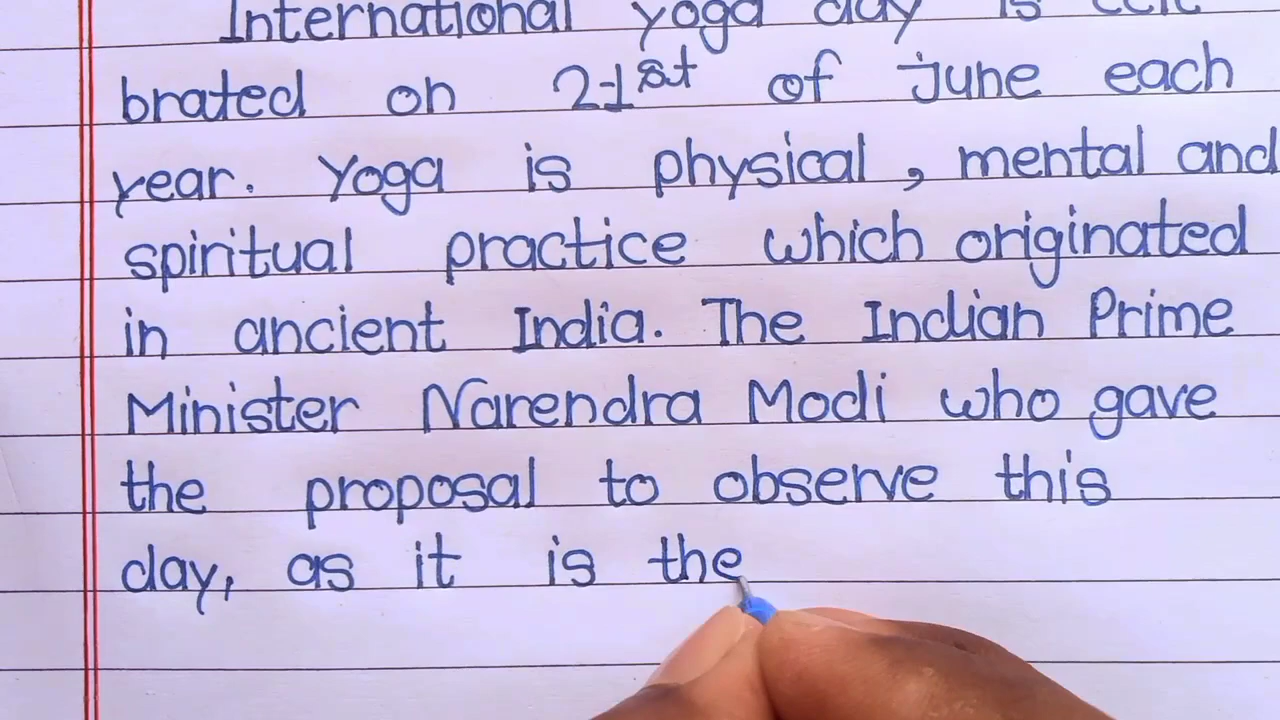 International yoga day is cele
brated on 21st of june each
year. Yoga is physical, mental and
spiritual practice which originated
in ancient India. The Indian Prime
Minister Narendra Modi who gave
the proposal to observe this
day, as it is the